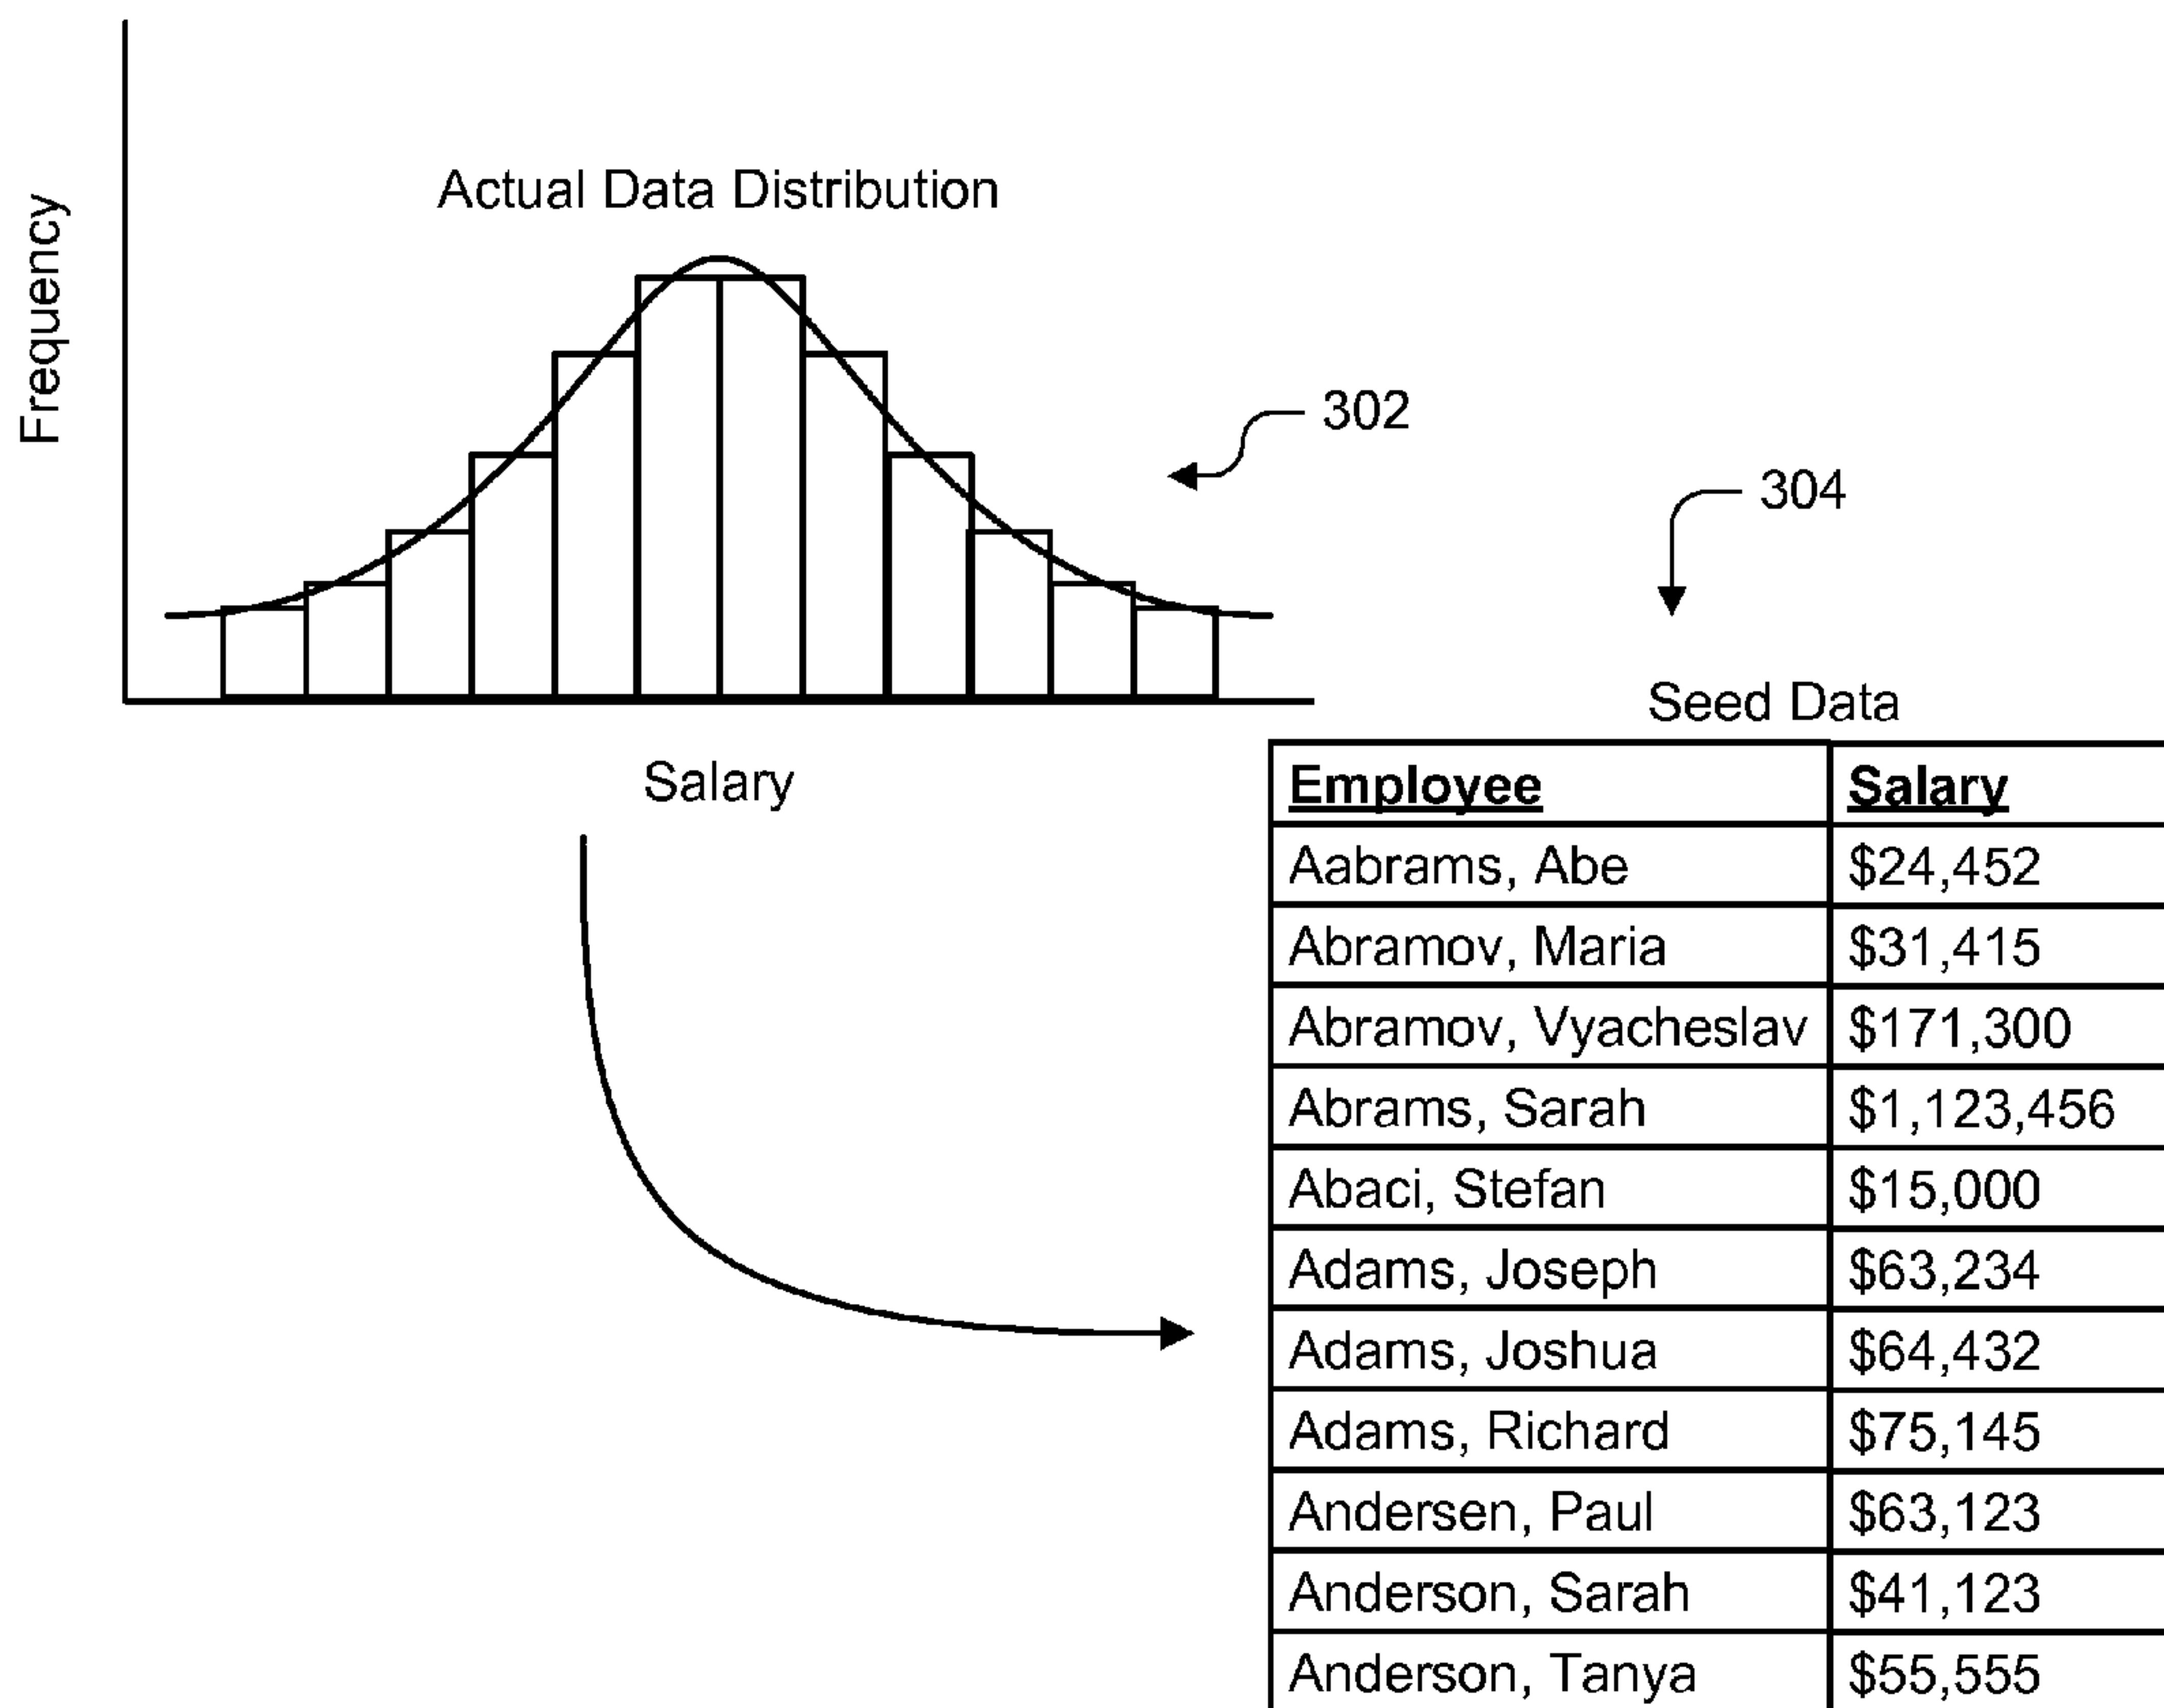 Actual Data Distribution
Frequency
302
304
Salary
Seed Data
Employee Salary
Aabrams, Abe $24,452
Abramov, Maria $31,415
Abramov, Vyacheslav $171,300
Abrams, Sarah $1,123,456
Abaci, Stefan $15,000
Adams, Joseph $63,234
Adams, Joshua $64,432
Adams, Richard $75,145
Andersen, Paul $63,123
Anderson, Sarah $41,123
Anderson, Tanya $55,555